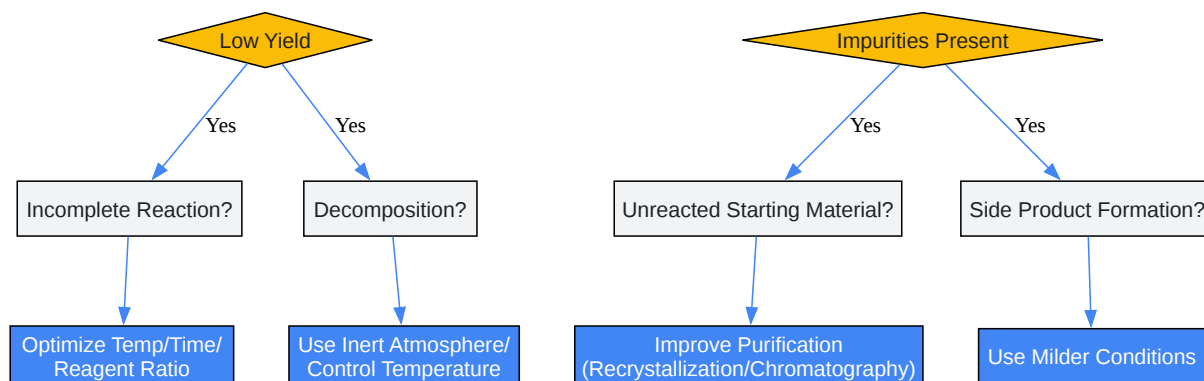 Low Yield
Impurities Present
Yes
Yes
Yes
Yes
Incomplete Reaction?
Decomposition?
Unreacted Starting Material?
Side Product Formation?
Optimize Temp/Time/
Reagent Ratio
Use Inert Atmosphere/
Control Temperature
Improve Purification
(Recrystallization/Chromatography)
Use Milder Conditions